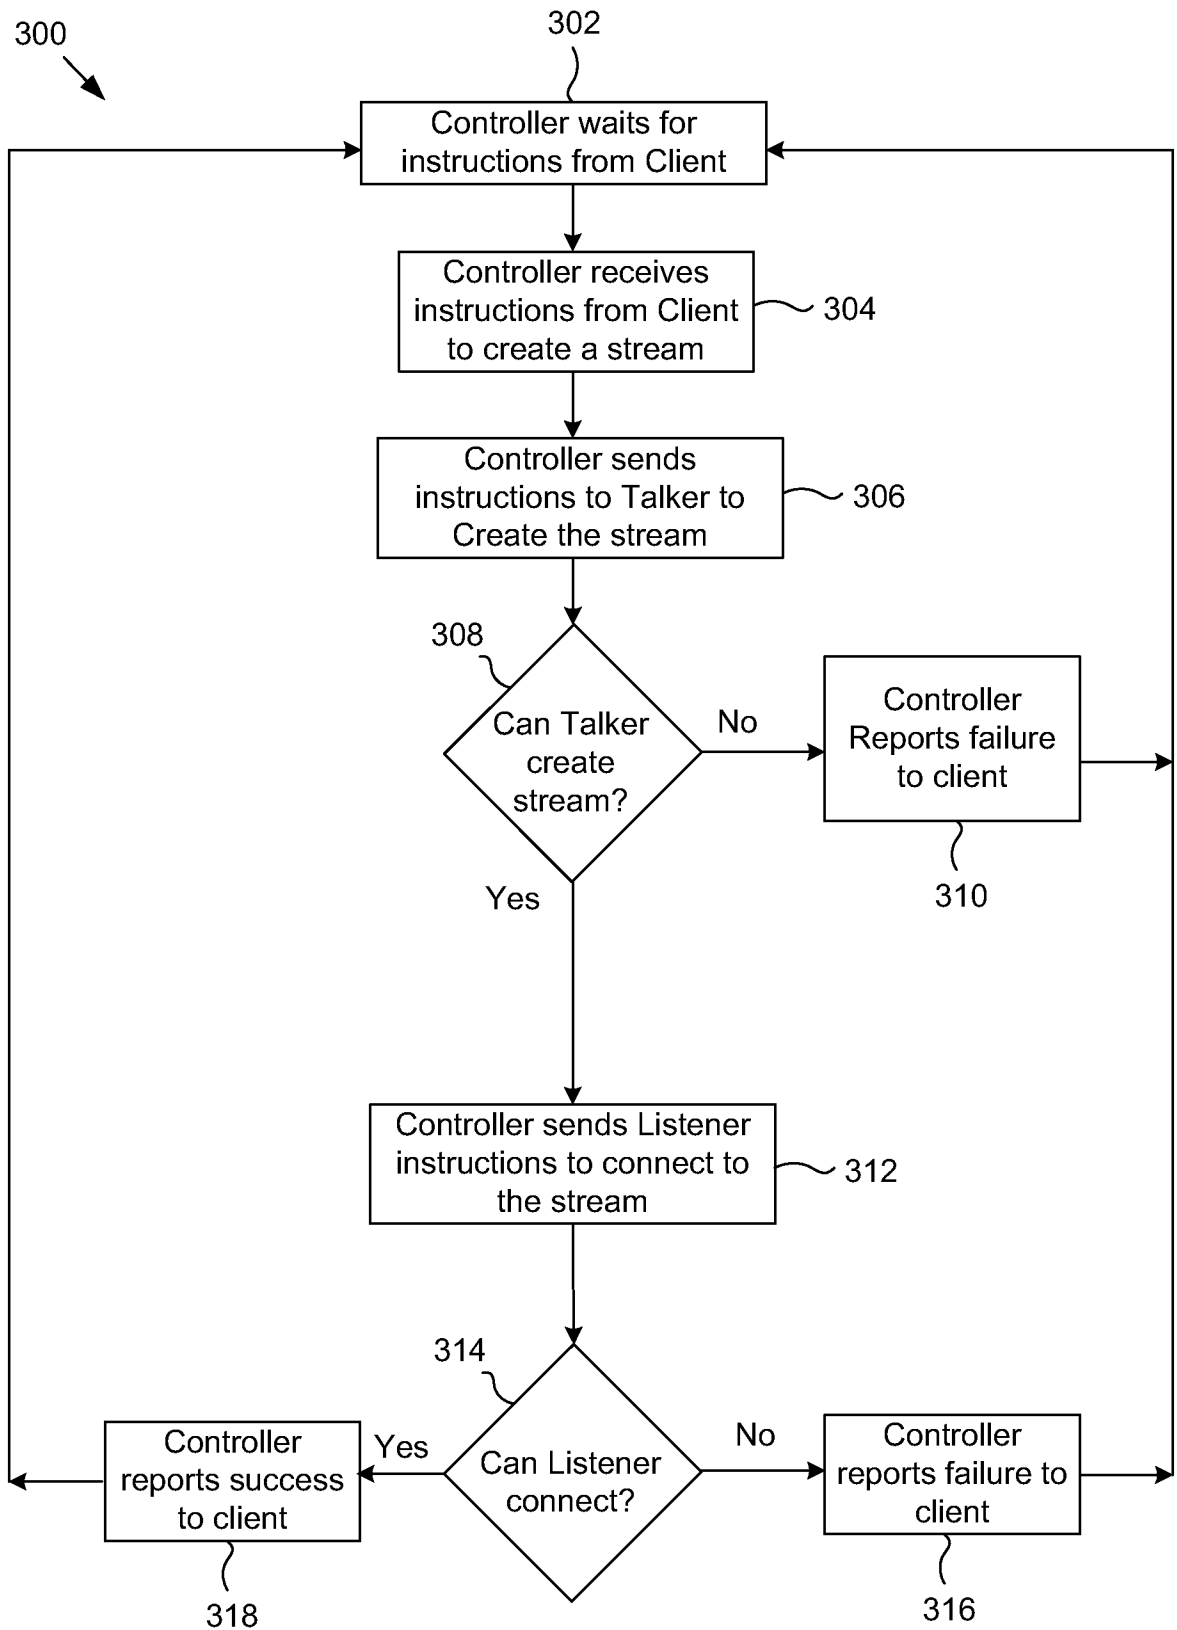 300
302
Controller waits for
instructions from Client
Controller receives
instructions from Client
to create a stream
304
Controller sends
instructions to Talker to
Create the stream
306
308
Can Talker
create
stream?
No
Controller
Reports failure
to client
310
Yes
Controller sends Listener
instructions to connect to
the stream
312
314
Can Listener
connect?
Yes
Controller
reports success
to client
318
No
Controller
reports failure to
client
316